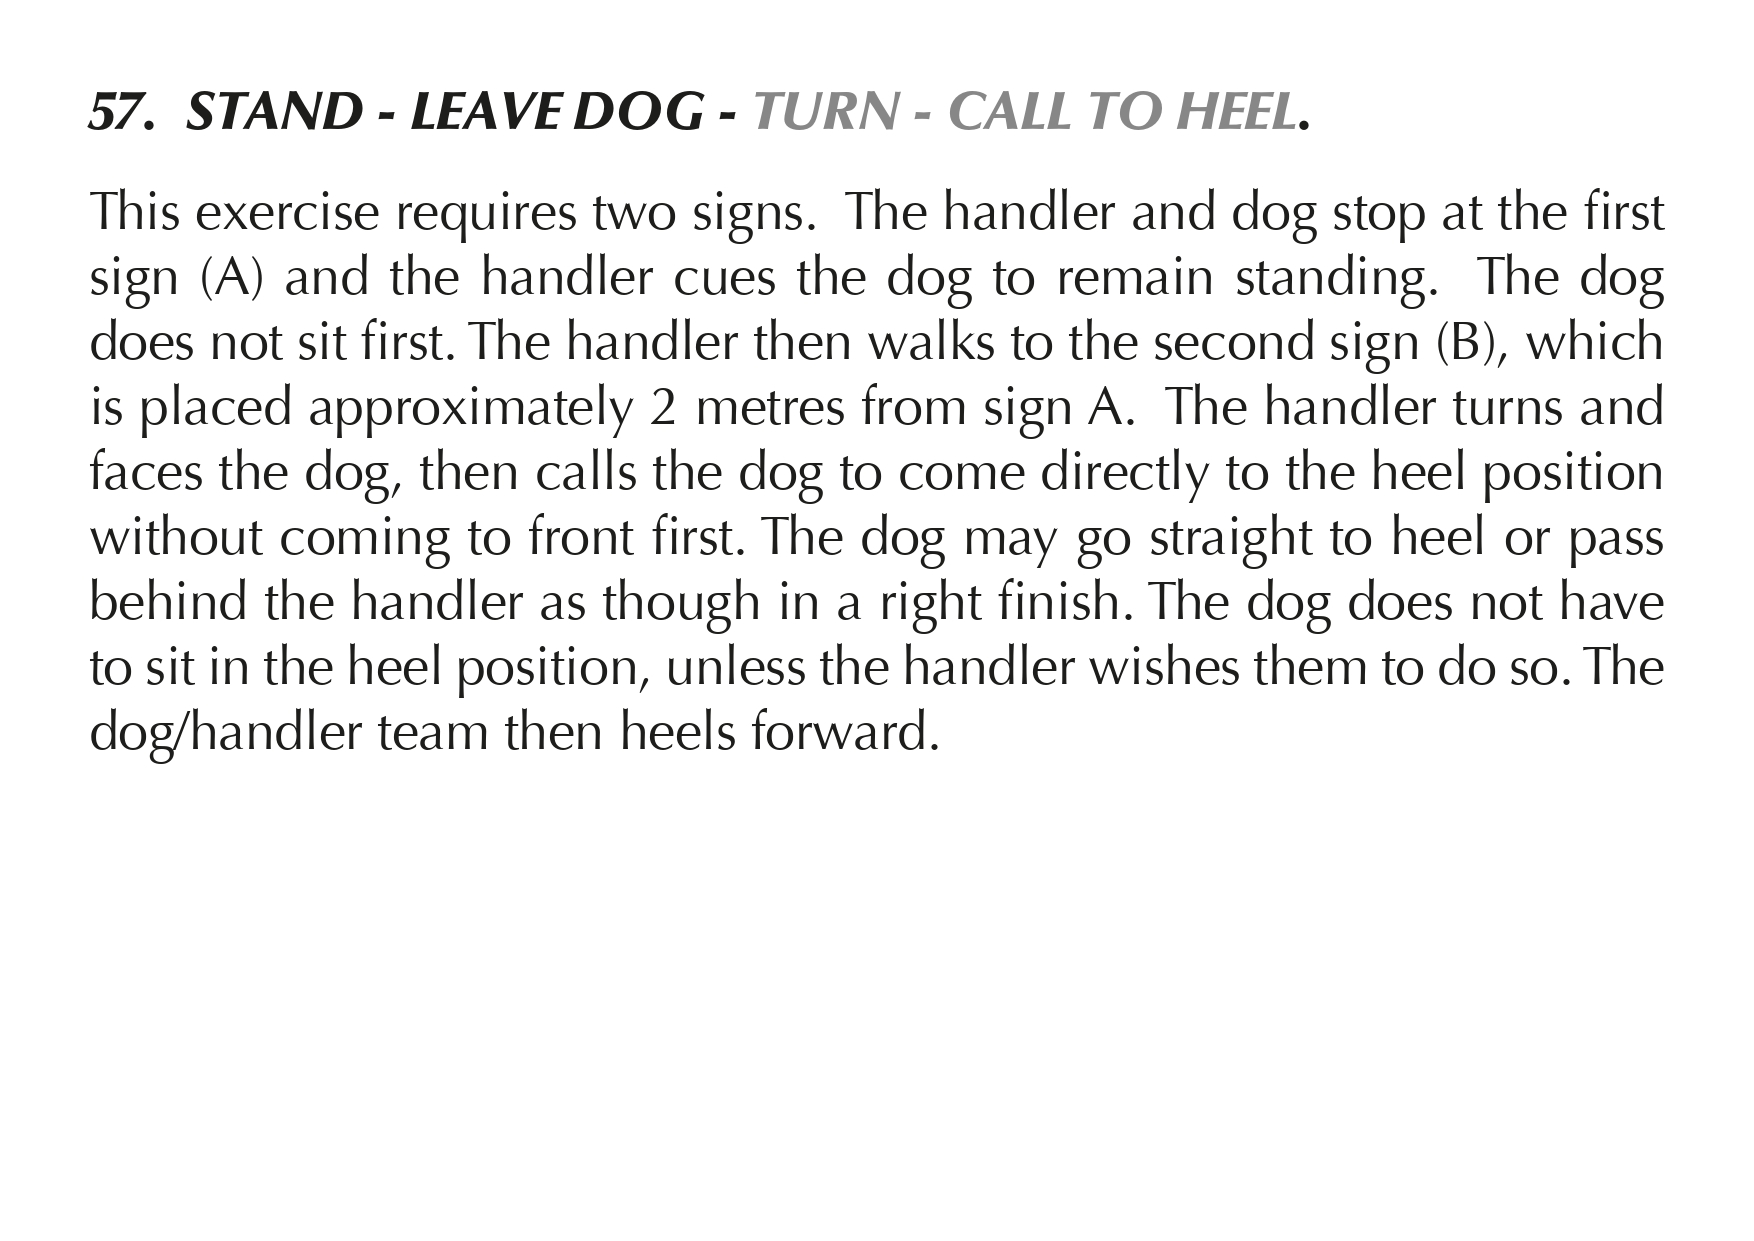 57.  STAND - LEAVE DOG - TURN - CALL TO HEEL.
This exercise requires two signs.  The handler and dog stop at the first
sign (A) and the handler cues the dog to remain standing.  The dog
does not sit first. The handler then walks to the second sign (B), which
is placed approximately 2 metres from sign A.  The handler turns and
faces the dog, then calls the dog to come directly to the heel position
without coming to front first. The dog may go straight to heel or pass
behind the handler as though in a right finish. The dog does not have
to sit in the heel position, unless the handler wishes them to do so. The
dog/handler team then heels forward.